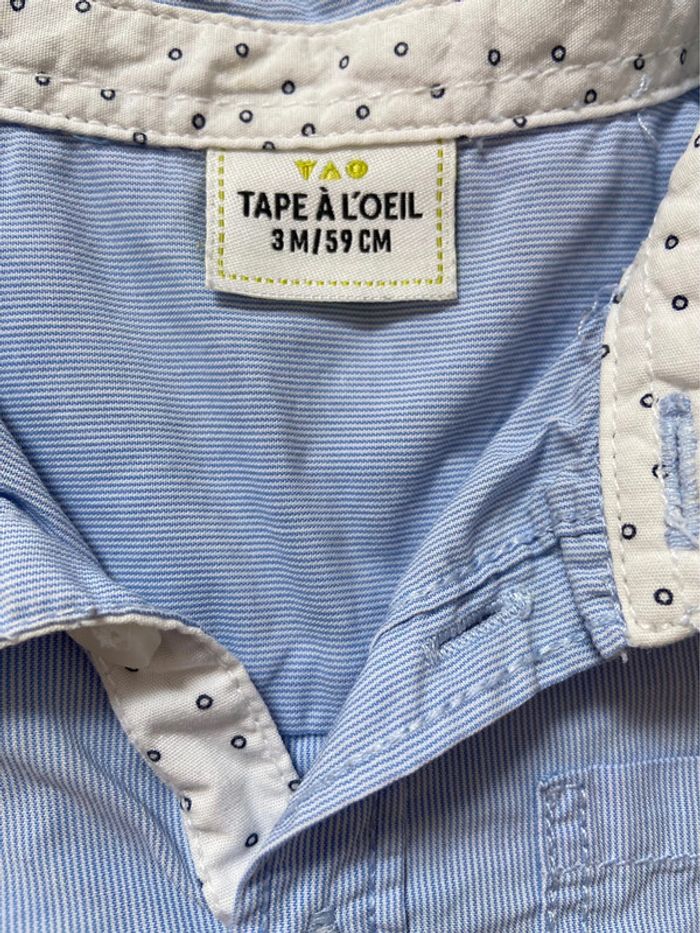 TAO
TAPE À L'OEIL
3 M/59 CM